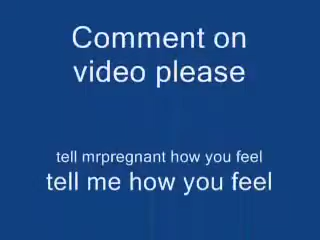 Comment on
video please
tell mrpregnant how you feel
tell me how you feel